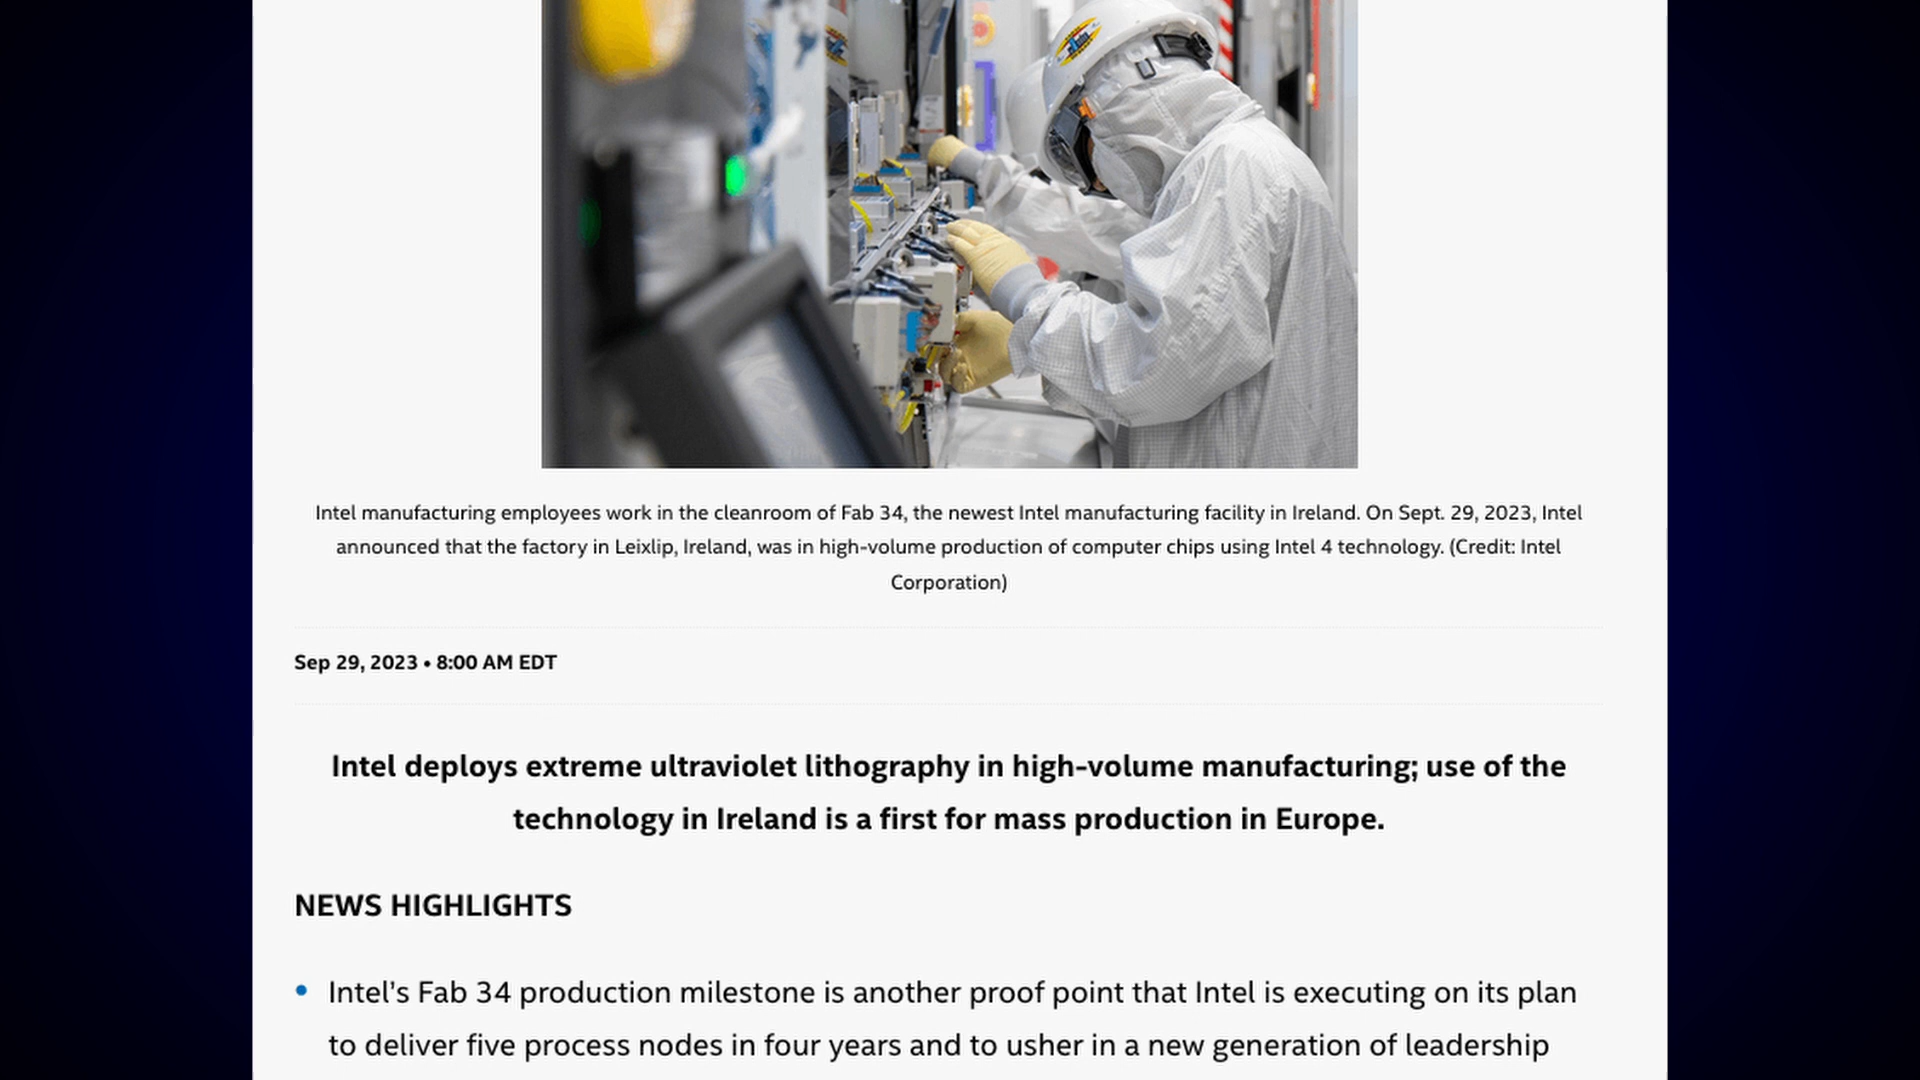 Intel manufacturing employees work in the cleanroom of Fab 34, the newest Intel manufacturing facility in Ireland. On Sept. 29, 2023, Intel
announced that the factory in Leixlip, Ireland, was in high-volume production of computer chips using Intel 4 technology. (Credit: Intel
Corporation)
Sep 29, 2023 • 8:00 AM EDT
Intel deploys extreme ultraviolet lithography in high-volume manufacturing; use of the
technology in Ireland is a first for mass production in Europe.
NEWS HIGHLIGHTS
• Intel's Fab 34 production milestone is another proof point that Intel is executing on its plan
to deliver five process nodes in four years and to usher in a new generation of leadership